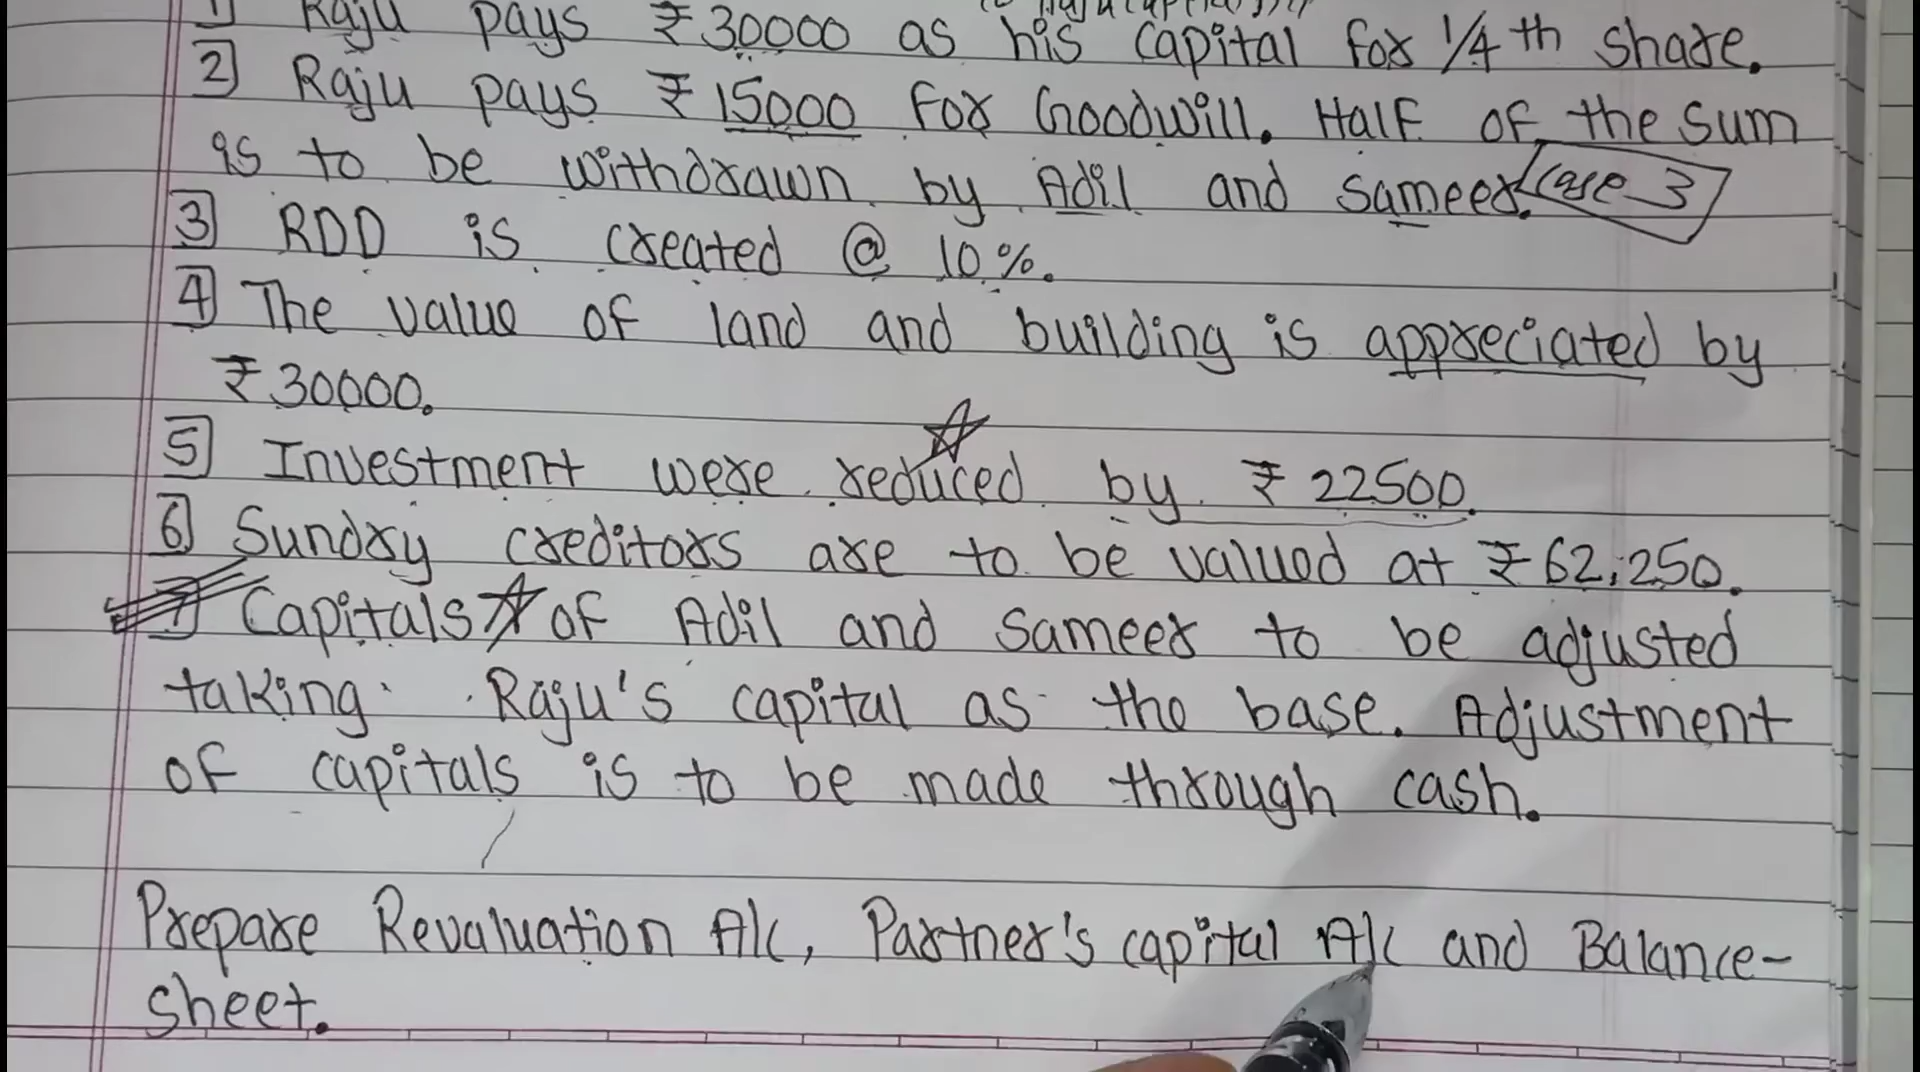 1 Raju pays ₹30000 as his capital for 1/4th share.
2 Raju pays ₹15000 for Goodwill. Half of the sum
is to be withdrawn by Adil and Sameer. Case 3
3 RDD is created @ 10%.
4 The value of land and building is appreciated by
₹30000.
5 Investment were reduced by ₹22500.
6 Sundry creditors are to be valued at ₹62,250.
7 Capitals of Adil and Sameer to be adjusted
taking Raju's capital as the base. Adjustment
of capitals is to be made through cash.
Prepare Revaluation A/c, Partner's capital A/c and Balance-
sheet.